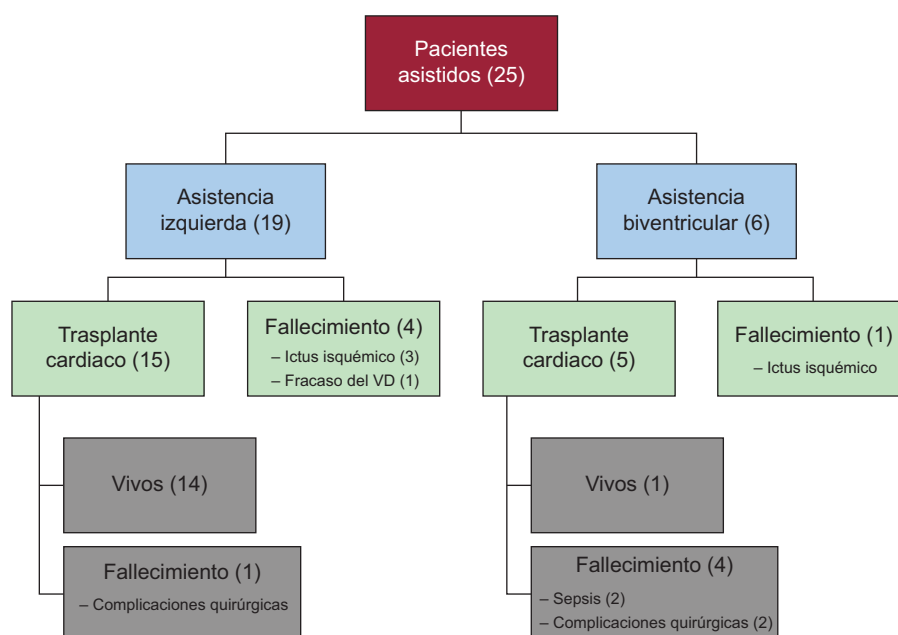 Pacientes
asistidos (25)
Asistencia
izquierda (19)
Asistencia
biventricular (6)
Trasplante
cardiaco (15)
Fallecimiento (4)
– Ictus isquémico (3)
– Fracaso del VD (1)
Trasplante
cardiaco (5)
Fallecimiento (1)
– Ictus isquémico
Vivos (14)
Vivos (1)
Fallecimiento (1)
– Complicaciones quirúrgicas
Fallecimiento (4)
– Sepsis (2)
– Complicaciones quirúrgicas (2)